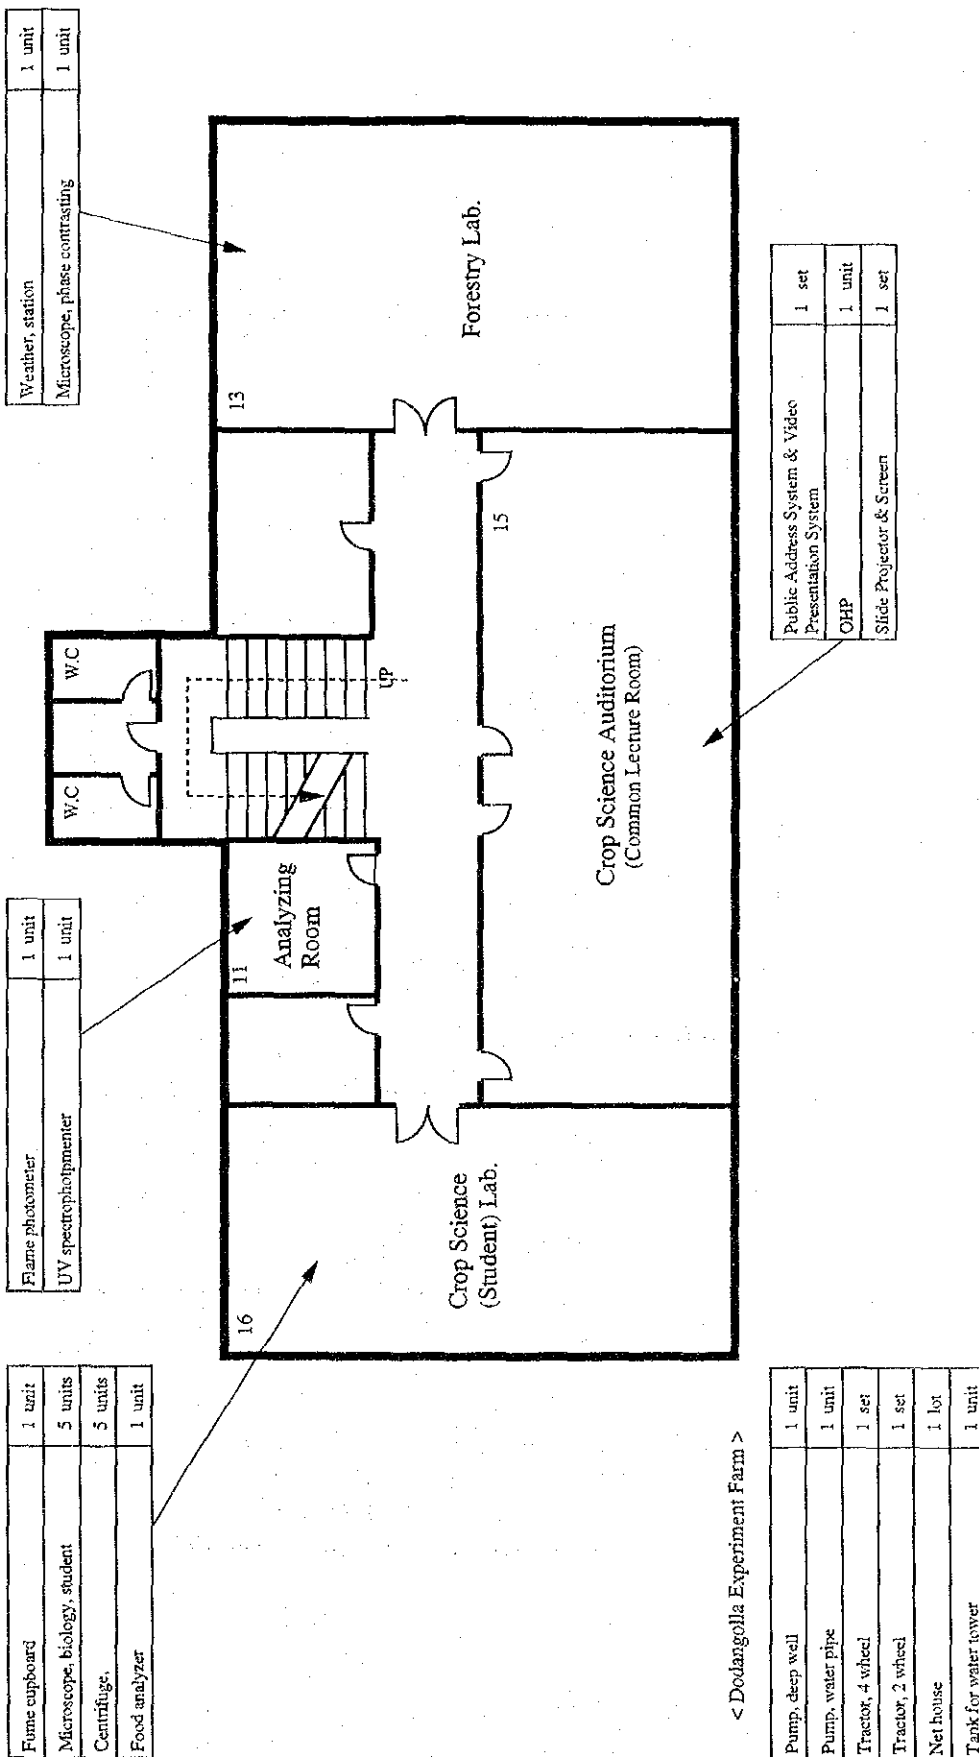 Fume cupboard 1 unit
Microscope, biology, student 5 units
Centrifuge, 5 units
Food analyzer 1 unit
Flame photometer 1 unit
UV spectrophotpmenter 1 unit
Weather, station 1 unit
Microscope, phase contrasting 1 unit
W.C
W.C
UP
16
Crop Science
(Student) Lab.
11
Analyzing
Room
13
Forestry Lab.
15
Crop Science Auditorium
(Common Lecture Room)
< Dodangolla Experiment Farm >
Pump, deep well 1 unit
Pump, water pipe 1 unit
Tractor, 4 wheel 1 set
Tractor, 2 wheel 1 set
Net house 1 lot
Tank for water tower 1 unit
Public Address System & Video
Presentation System 1 set
OHP 1 unit
Slide Projector & Screen 1 set